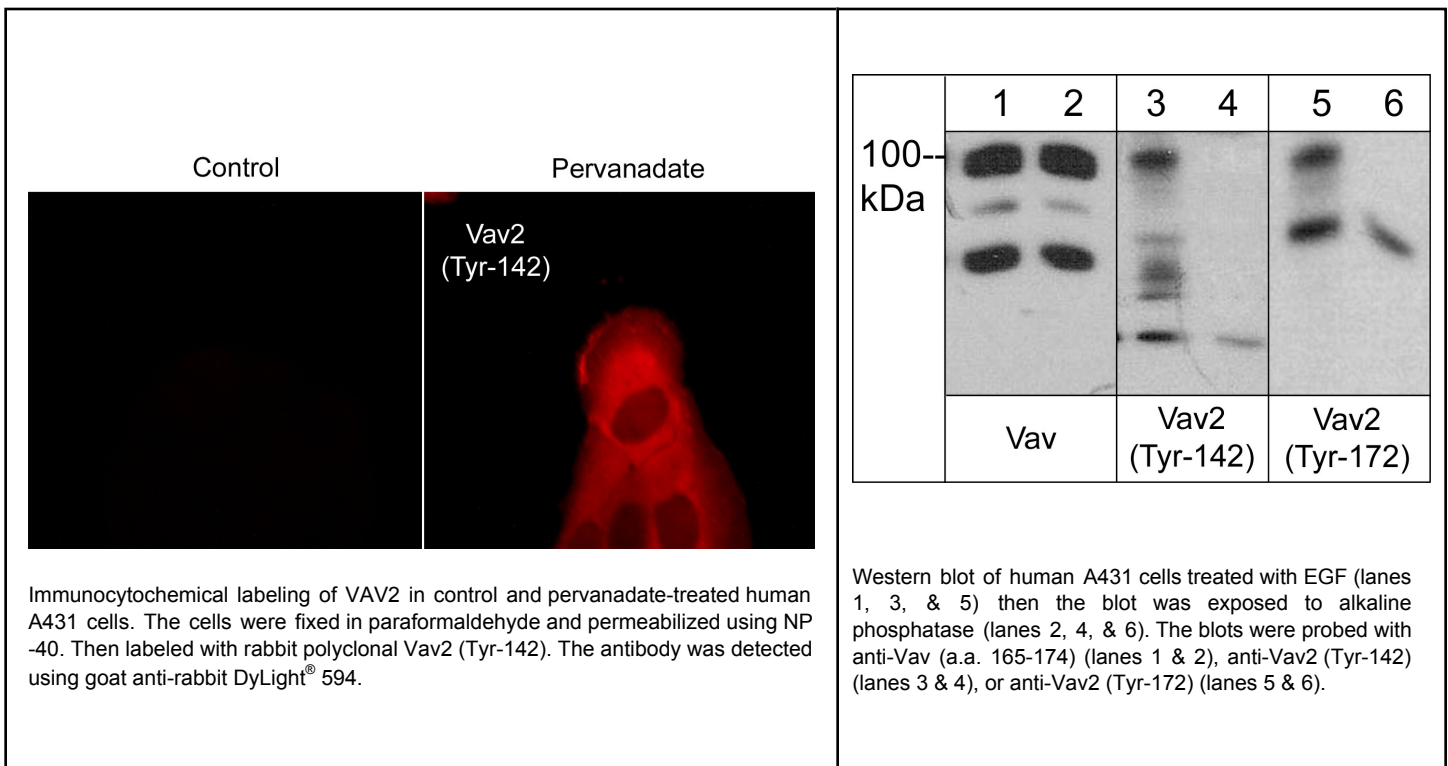 Control
Pervanadate
Vav2
(Tyr-142)
Immunocytochemical labeling of VAV2 in control and pervanadate-treated human
A431 cells. The cells were fixed in paraformaldehyde and permeabilized using NP
-40. Then labeled with rabbit polyclonal Vav2 (Tyr-142). The antibody was detected
using goat anti-rabbit DyLight® 594.
1 2 3 4 5 6
100--
kDa
Vav
Vav2
(Tyr-142)
Vav2
(Tyr-172)
Western blot of human A431 cells treated with EGF (lanes
1, 3, & 5) then the blot was exposed to alkaline
phosphatase (lanes 2, 4, & 6). The blots were probed with
anti-Vav (a.a. 165-174) (lanes 1 & 2), anti-Vav2 (Tyr-142)
(lanes 3 & 4), or anti-Vav2 (Tyr-172) (lanes 5 & 6).